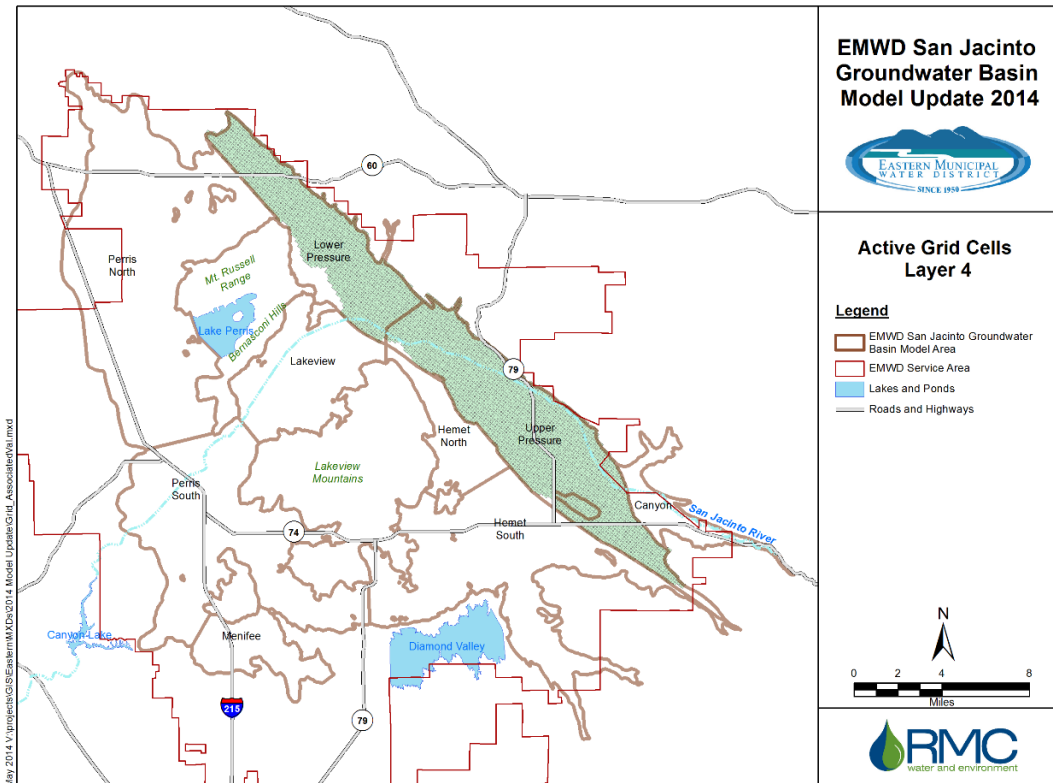 EMWD San Jacinto
Groundwater Basin
Model Update 2014
EASTERN MUNICIPAL
WATER DISTRICT
SINCE 1950
Active Grid Cells
Layer 4
Legend
EMWD San Jacinto Groundwater
Basin Model Area
EMWD Service Area
Lakes and Ponds
Roads and Highways
N
0 2 4 8
Miles
RMC
water and environment
60
Lower
Pressure
Perris
North
Mt. Russell
Range
Lake Perris
Bernasconi Hills
Lakeview
79
Hemet
North
Upper
Pressure
Lakeview
Mountains
Perris
South
Canyon
San Jacinto River
74
Hemet
South
Canyon Lake
Menifee
Diamond Valley
215
79
May 2014 V:\projects\GIS\Eastern\MXDs\2014 Model Update\Grid_AssociatedVal.mxd